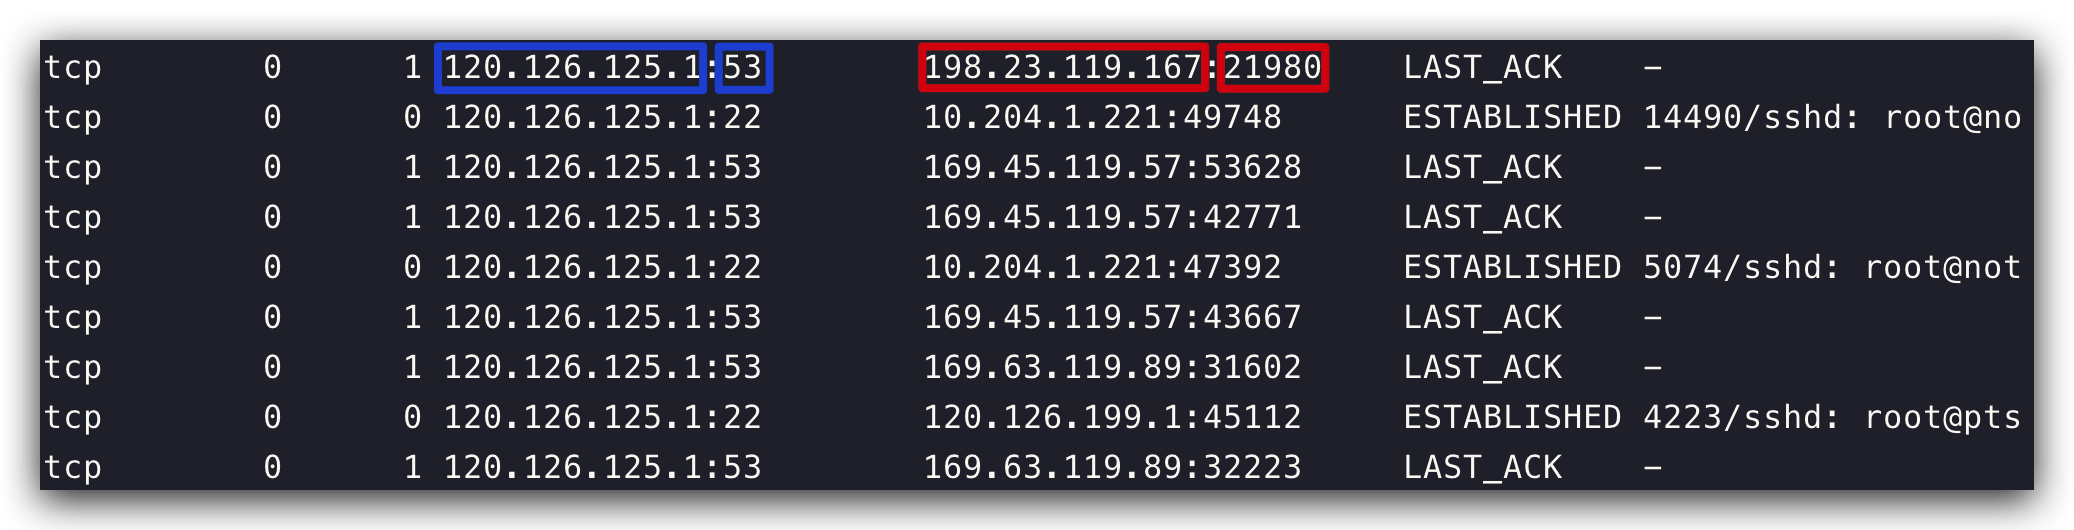 tcp 0 1 120.126.125.1:53 198.23.119.167:21980 LAST_ACK -
tcp 0 0 120.126.125.1:22 10.204.1.221:49748 ESTABLISHED 14490/sshd: root@no
tcp 0 1 120.126.125.1:53 169.45.119.57:53628 LAST_ACK -
tcp 0 1 120.126.125.1:53 169.45.119.57:42771 LAST_ACK -
tcp 0 0 120.126.125.1:22 10.204.1.221:47392 ESTABLISHED 5074/sshd: root@not
tcp 0 1 120.126.125.1:53 169.45.119.57:43667 LAST_ACK -
tcp 0 1 120.126.125.1:53 169.63.119.89:31602 LAST_ACK -
tcp 0 0 120.126.125.1:22 120.126.199.1:45112 ESTABLISHED 4223/sshd: root@pts
tcp 0 1 120.126.125.1:53 169.63.119.89:32223 LAST_ACK -